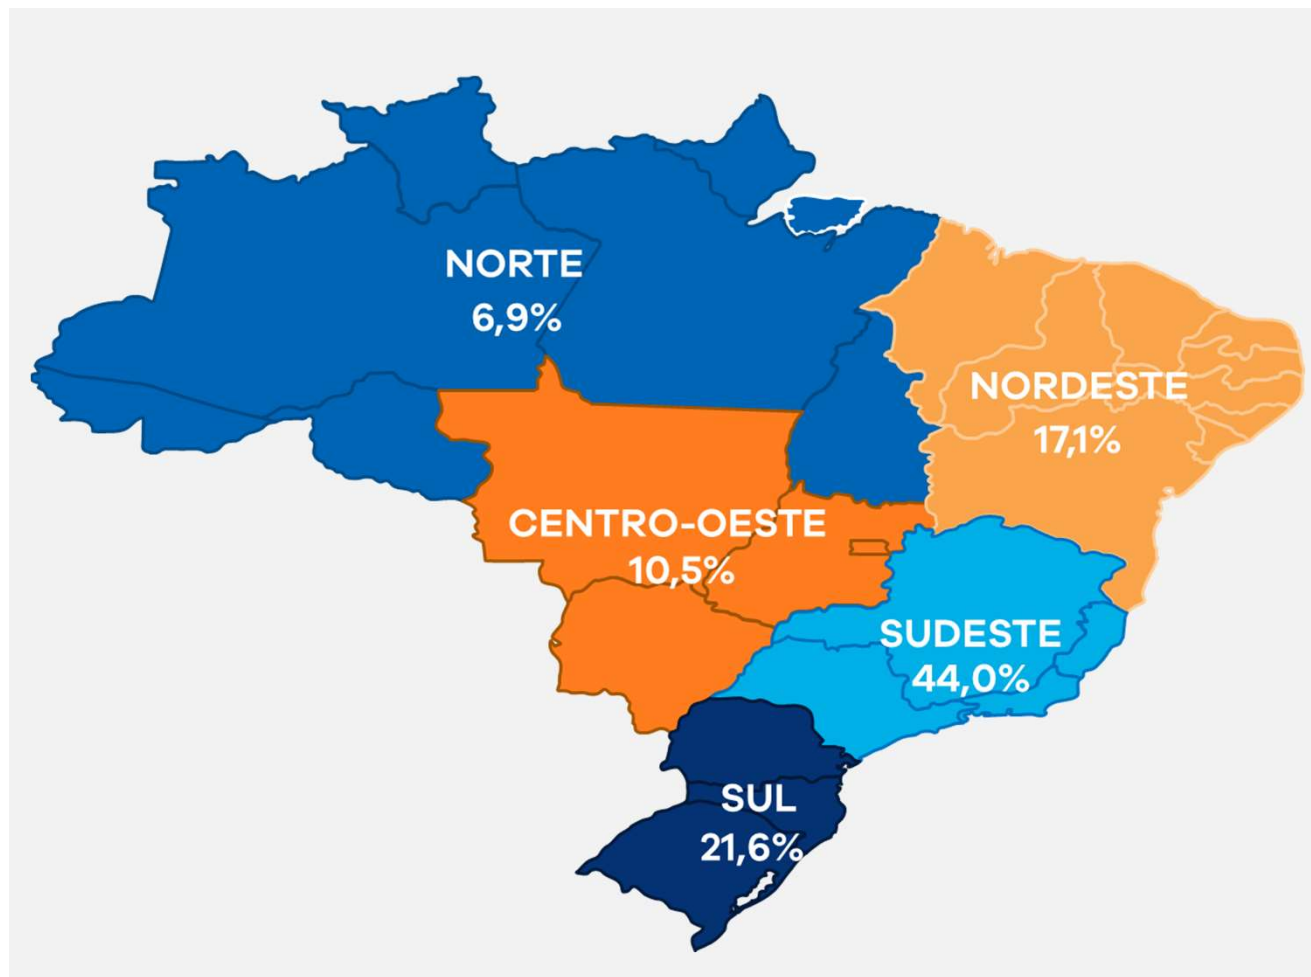 NORTE
6,9%
NORDESTE
17,1%
CENTRO-OESTE
10,5%
SUDESTE
44,0%
SUL
21,6%